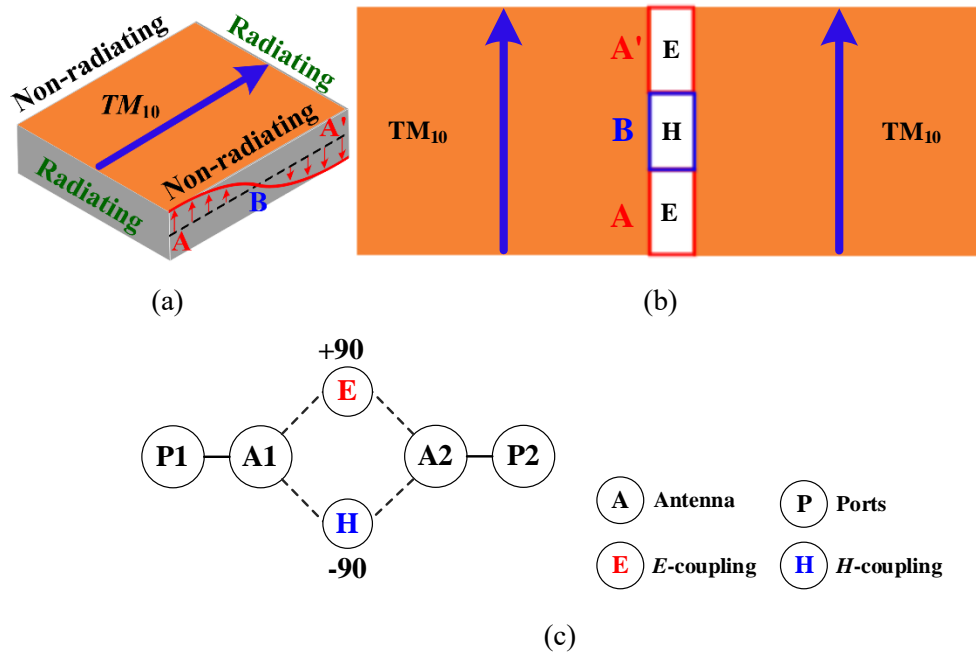 Non-radiating
Radiating
TM10
Non-radiating
Radiating
A'
B
A
(a)
A'
E
B
H
A
E
TM10
TM10
(b)
+90
E
P1
A1
A2
P2
H
-90
A Antenna
P Ports
E E-coupling
H H-coupling
(c)